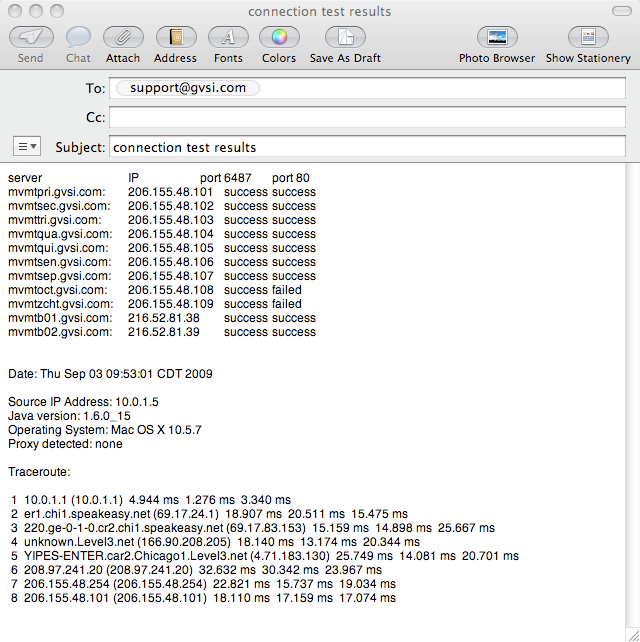 connection test results
Send Chat Attach Address Fonts Colors Save As Draft Photo Browser Show Stationery
To: support@gvsi.com
Cc:
Subject: connection test results
server IP port 6487 port 80
mvmtpri.gvsi.com: 206.155.48.101 success success
mvmtsec.gvsi.com: 206.155.48.102 success success
mvmttri.gvsi.com: 206.155.48.103 success success
mvmtqua.gvsi.com: 206.155.48.104 success success
mvmtqui.gvsi.com: 206.155.48.105 success success
mvmtsen.gvsi.com: 206.155.48.106 success success
mvmtsep.gvsi.com: 206.155.48.107 success success
mvmtoct.gvsi.com: 206.155.48.108 success failed
mvmtzcht.gvsi.com: 206.155.48.109 success failed
mvmtb01.gvsi.com: 216.52.81.38 success success
mvmtb02.gvsi.com: 216.52.81.39 success success
Date: Thu Sep 03 09:53:01 CDT 2009
Source IP Address: 10.0.1.5
Java version: 1.6.0_15
Operating System: Mac OS X 10.5.7
Proxy detected: none
Traceroute:
1 10.0.1.1 (10.0.1.1) 4.944 ms 1.276 ms 3.340 ms
2 er1.chi1.speakeasy.net (69.17.24.1) 18.907 ms 20.511 ms 15.475 ms
3 220.ge-0-1-0.cr2.chi1.speakeasy.net (69.17.83.153) 15.159 ms 14.898 ms 25.667 ms
4 unknown.Level3.net (166.90.208.205) 18.140 ms 13.174 ms 20.344 ms
5 YIPES-ENTER.car2.Chicago1.Level3.net (4.71.183.130) 25.749 ms 14.081 ms 20.701 ms
6 208.97.241.20 (208.97.241.20) 32.632 ms 30.342 ms 23.967 ms
7 206.155.48.254 (206.155.48.254) 22.821 ms 15.737 ms 19.034 ms
8 206.155.48.101 (206.155.48.101) 18.110 ms 17.159 ms 17.074 ms